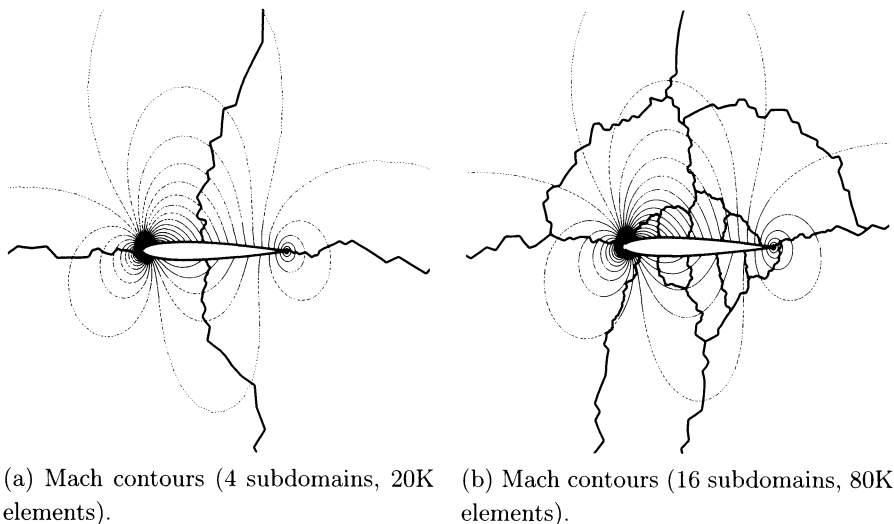 (a) Mach contours (4 subdomains, 20K
elements).
(b) Mach contours (16 subdomains, 80K
elements).